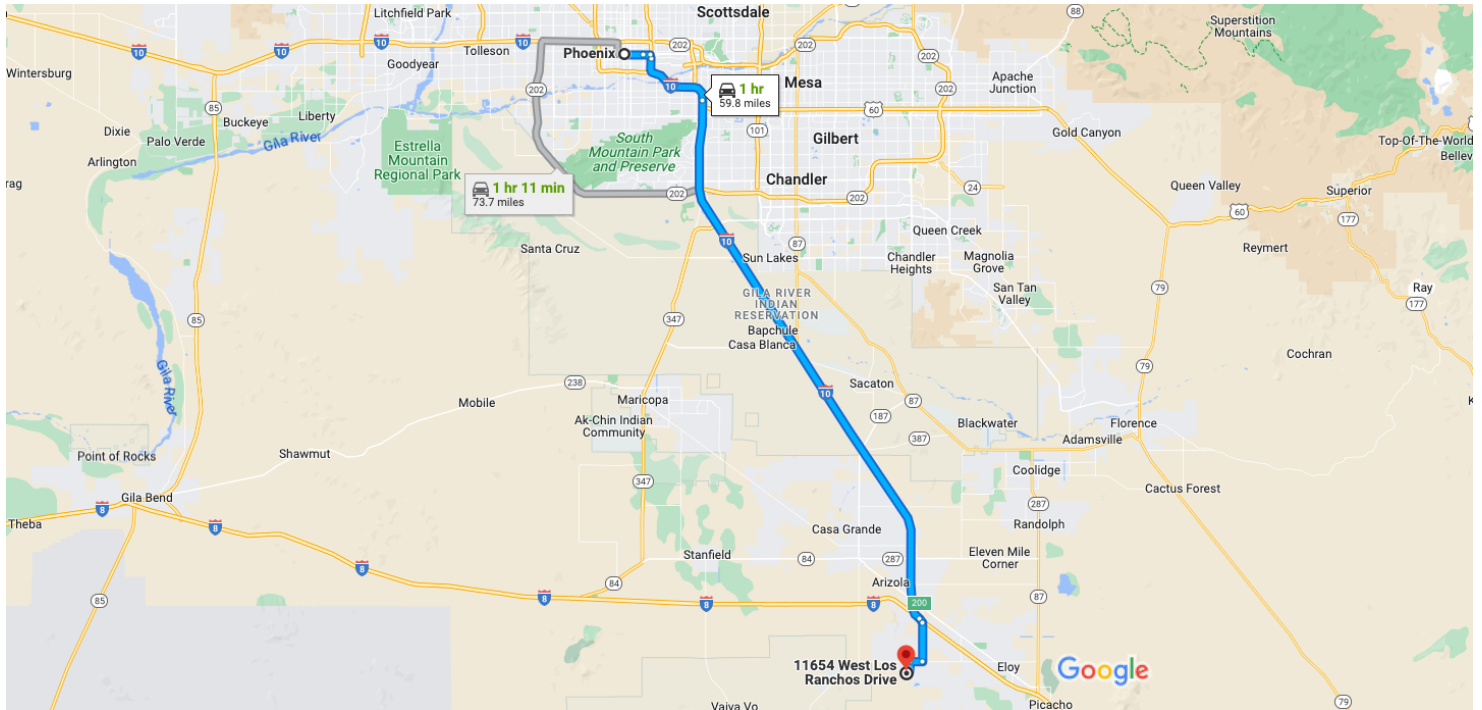 Litchfield Park
Scottsdale
88
Superstition
Mountains
10
10
10
202
202
Phoenix
Tolleson
Goodyear
Wintersburg
202
1 hr
59.8 miles
10
Mesa
Apache
Junction
202
85
Buckeye
Liberty
Dixie
Palo Verde
Gila River
60
101
Gilbert
Gold Canyon
South
Mountain Park
and Preserve
Estrella
Mountain
Regional Park
Top-Of-The-World
Arlington
rag
Chandler
1 hr 11 min
73.7 miles
202
202
24
Queen Valley
Superior
60
177
Queen Creek
10
87
Santa Cruz
Sun Lakes
Chandler
Heights
Magnolia
Grove
Reymert
San Tan
Valley
79
Ray
177
GILA RIVER
INDIAN
RESERVATION
85
347
Bapchule
Casa Blanca
Cochran
79
Gila River
238
Sacaton
10
87
Mobile
Maricopa
187
Ak-Chin Indian
Community
387
Blackwater
Florence
Adamsville
Point of Rocks
Shawmut
Coolidge
347
Gila Bend
Cactus Forest
8
Theba
8
287
Randolph
Casa Grande
Stanfield
84
287
Eleven Mile
Corner
8
84
Arizola
85
8
8
8
200
87
11654 West Los
Ranchos Drive
Eloy
Google
Vaiva Vo
Picacho
79